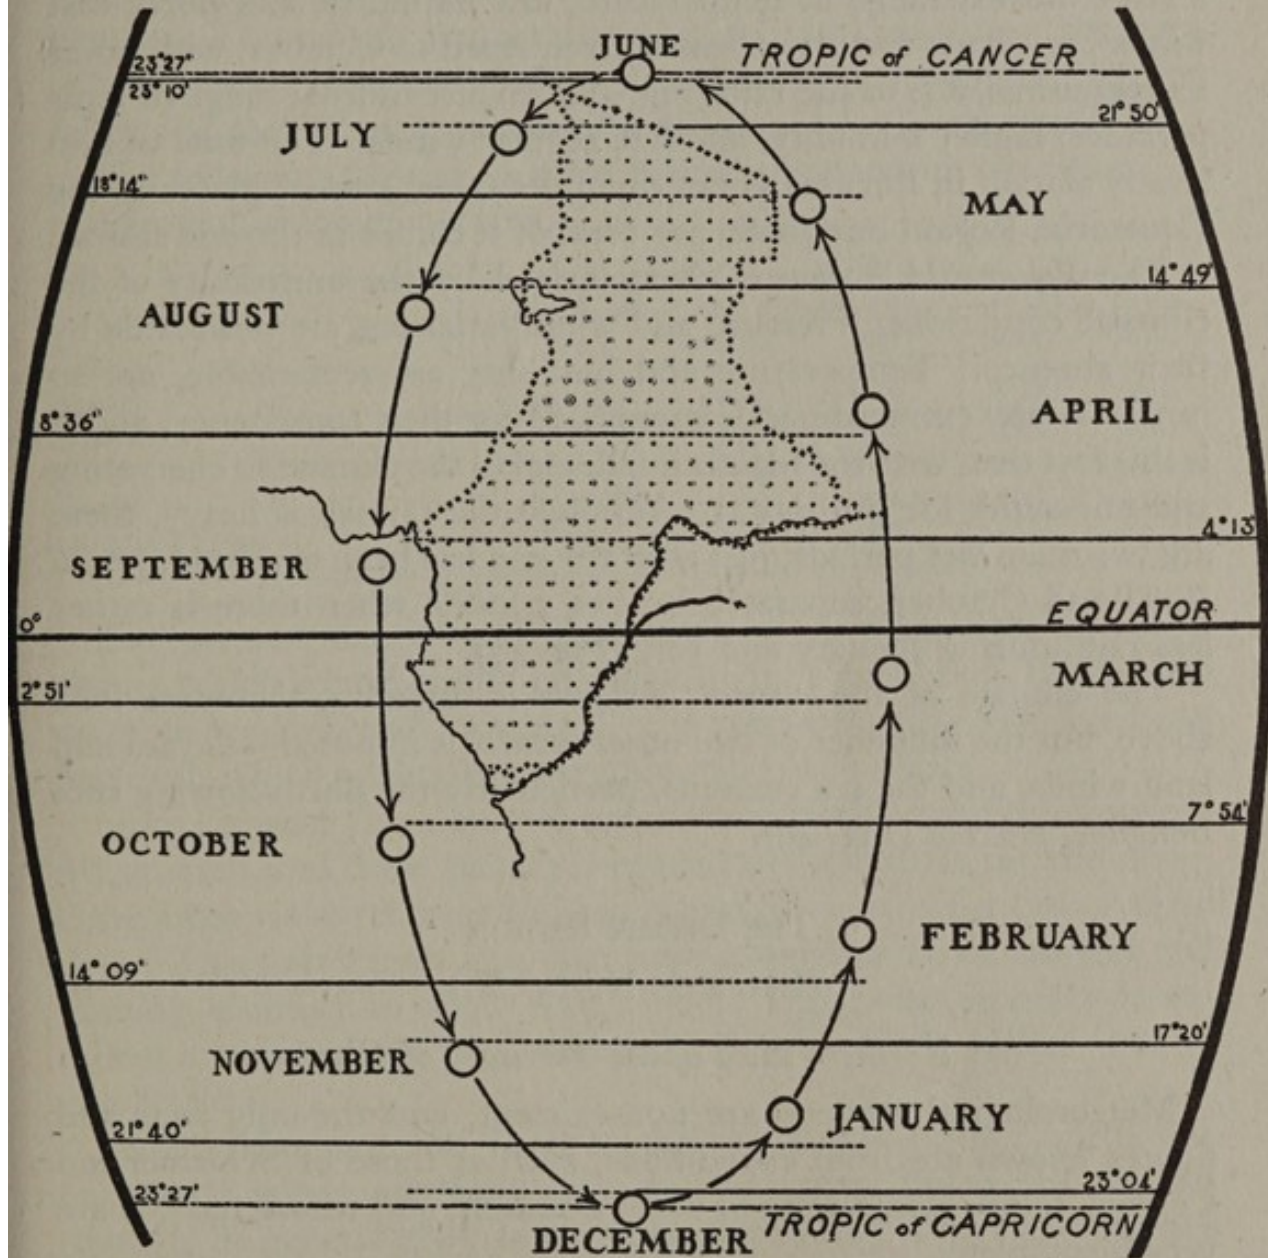 JUNE
TROPIC of CANCER
23°27'
23°10'
21°50'
JULY
18°14"
MAY
14°49'
AUGUST
APRIL
8°36'
4°13'
SEPTEMBER
EQUATOR
0°
MARCH
2°51'
7°54'
OCTOBER
FEBRUARY
14°09'
17°20'
NOVEMBER
JANUARY
21°40'
23°04'
23°27'
TROPIC of CAPRICORN
DECEMBER